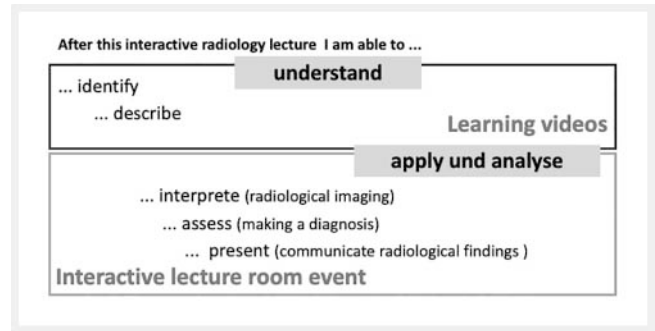 After this interactive radiology lecture I am able to ...
understand
... identify
... describe
Learning videos
apply und analyse
... interprete (radiological imaging)
... assess (making a diagnosis)
... present (communicate radiological findings )
Interactive lecture room event